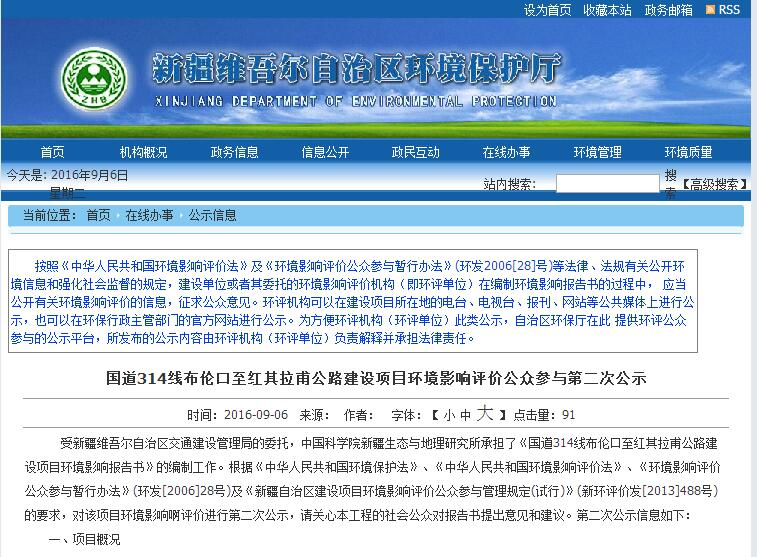 设为首页 收藏本站 政务邮箱 RSS
新疆维吾尔自治区环境保护厅
ZHB
XINJIANG DEPARTMENT OF ENVIRONMENTAL PROTECTION
首页 机构概况 政务信息 信息公开 政民互动 在线办事 环境管理 环境质量
今天是: 2016年9月6日
星期二
站内搜索: 搜索 【高级搜索】
当前位置: 首页 在线办事 公示信息
按照《中华人民共和国环境影响评价法》及《环境影响评价公众参与暂行办法》(环发2006[28]号)等法律、法规有关公开环
境信息和强化社会监督的规定，建设单位或者其委托的环境影响评价机构（即环评单位）在编制环境影响报告书的过程中， 应当
公开有关环境影响评价的信息，征求公众意见。环评机构可以在建设项目所在地的电台、电视台、报刊、网站等公共媒体上进行公
示，也可以在环保行政主管部门的官方网站进行公示。为方便环评机构（环评单位）此类公示，自治区环保厅在此 提供环评公众
参与的公示平台，所发布的公示内容由环评机构（环评单位）负责解释并承担法律责任。
国道314线布伦口至红其拉甫公路建设项目环境影响评价公众参与第二次公示
时间：2016-09-06 来源： 作者： 字体：【 小 中 大 】 点击量：91
受新疆维吾尔自治区交通建设管理局的委托，中国科学院新疆生态与地理研究所承担了《国道314线布伦口至红其拉甫公路建
设项目环境影响报告书》的编制工作。根据《中华人民共和国环境保护法》、《中华人民共和国环境影响评价法》、《环境影响评价
公众参与暂行办法》(环发[2006]28号)及《新疆自治区建设项目环境影响评价公众参与管理规定(试行)》(新环评价发[2013]488号)
的要求，对该项目环境影响啊评价进行第二次公示，请关心本工程的社会公众对报告书提出意见和建议。第二次公示信息如下：
一、项目概况